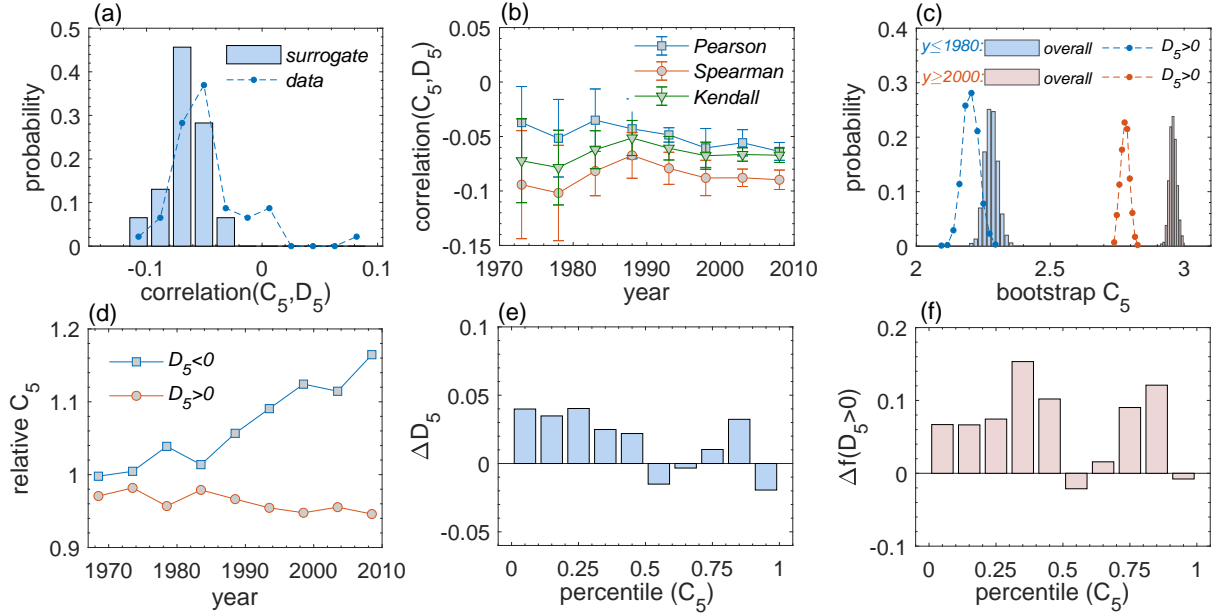 (a)
surrogate
data
0.5
0.4
0.3
0.2
0.1
0
probability
-0.1
0
0.1
correlation(C5,D5)
(b)
Pearson
Spearman
Kendall
0.05
0
-0.05
-0.1
-0.15
correlation(C5,D5)
1970
1980
1990
2000
2010
year
(c)
y≤1980: overall D5>0
y≥2000: overall D5>0
0.4
0.3
0.2
0.1
0
probability
2
2.5
3
bootstrap C5
(d)
D5<0
D5>0
1.2
1.1
1
0.9
relative C5
1970
1980
1990
2000
2010
year
(e)
0.1
0.05
0
-0.05
ΔD5
0
0.25
0.5
0.75
1
percentile (C5)
(f)
0.2
0.1
0
-0.1
Δf(D5>0)
0
0.25
0.50
0.75
1
percentile (C5)